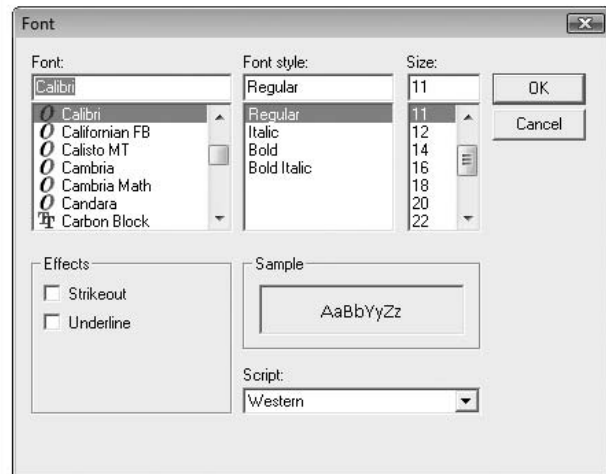 Font
Font:
Calibri
Calibri
Californian FB
Calisto MT
Cambria
Cambria Math
Candara
Carbon Block
Font style:
Regular
Regular
Italic
Bold
Bold Italic
Size:
11
11
12
14
16
18
20
22
OK
Cancel
Effects
Strikeout
Underline
Sample
AaBbYyZz
Script:
Western